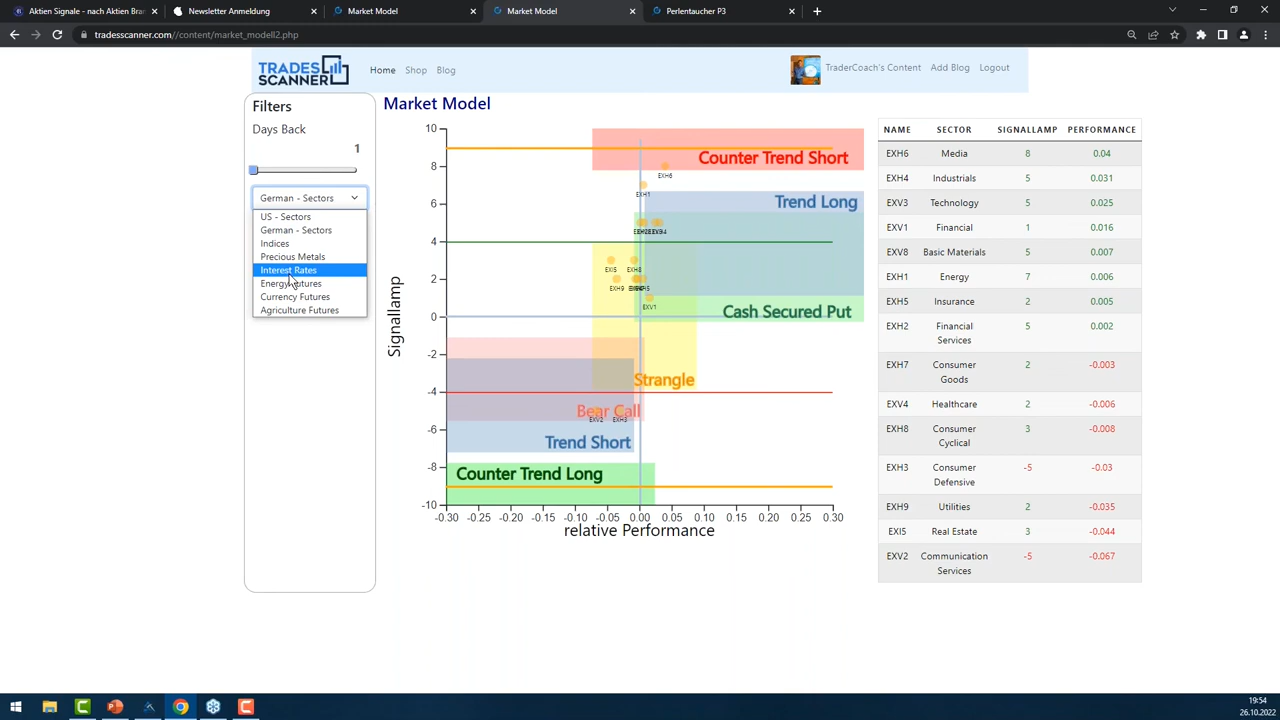 Aktien Signale - nach Aktien Bran
Newsletter Anmeldung
Market Model
Market Model
Perlentaucher P3
tradesscanner.com//content/market_model2.php
TRADES SCANNER
Home
Shop
Blog
TraderCoach's Content
Add Blog
Logout
Filters
Days Back
1
German - Sectors
US - Sectors
German - Sectors
Indices
Precious Metals
Interest Rates
Energy Futures
Currency Futures
Agriculture Futures
Market Model
Signallamp
10
8
6
4
2
0
-2
-4
-6
-8
-10
Counter Trend Short
Trend Long
Cash Secured Put
Strangle
Bear Call
Trend Short
Counter Trend Long
EXH6
EXH1
EXI5
EXH8
EXH9
EXV1
EXV2
EXH3
-0.30 -0.25 -0.20 -0.15 -0.10 -0.05 0.00 0.05 0.10 0.15 0.20 0.25 0.30
relative Performance
NAME SECTOR SIGNALLAMP PERFORMANCE
EXH6 Media 8 0.04
EXH4 Industrials 5 0.031
EXV3 Technology 5 0.025
EXV1 Financial 1 0.016
EXV8 Basic Materials 5 0.007
EXH1 Energy 7 0.006
EXH5 Insurance 2 0.005
EXH2 Financial Services 5 0.002
EXH7 Consumer Goods 2 -0.003
EXV4 Healthcare 2 -0.006
EXH8 Consumer Cyclical 3 -0.008
EXH3 Consumer Defensive -5 -0.03
EXH9 Utilities 2 -0.035
EXI5 Real Estate 3 -0.044
EXV2 Communication Services -5 -0.067
19:54
26.10.2022